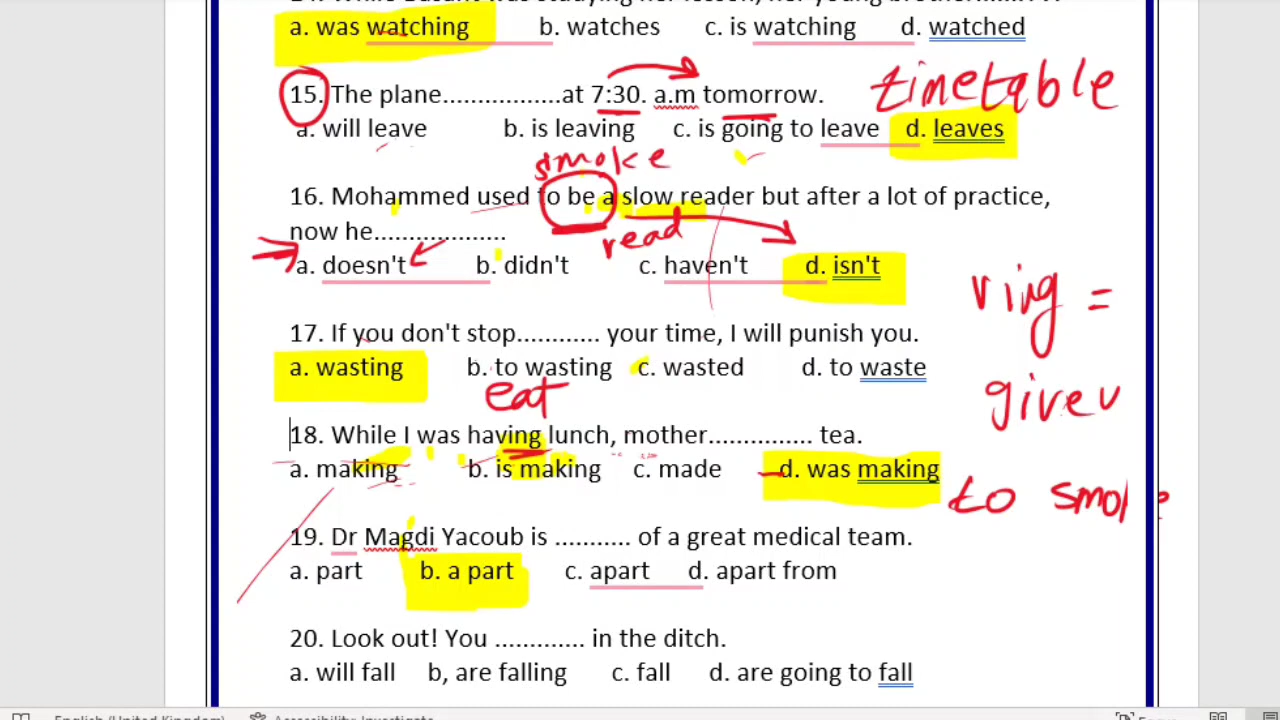 a. was watching b. watches c. is watching d. watched
15. The plane.................at 7:30. a.m tomorrow.
timetable
a. will leave b. is leaving c. is going to leave d. leaves
smoke
16. Mohammed used to be a slow reader but after a lot of practice,
now he...................
read
a. doesn't b. didn't c. haven't d. isn't
ring =
17. If you don't stop............ your time, I will punish you.
a. wasting b. to wasting c. wasted d. to waste
eat
give u
18. While I was having lunch, mother............... tea.
a. making b. is making c. made d. was making
to smoke
19. Dr Magdi Yacoub is ........... of a great medical team.
a. part b. a part c. apart d. apart from
20. Look out! You ............. in the ditch.
a. will fall b, are falling c. fall d. are going to fall